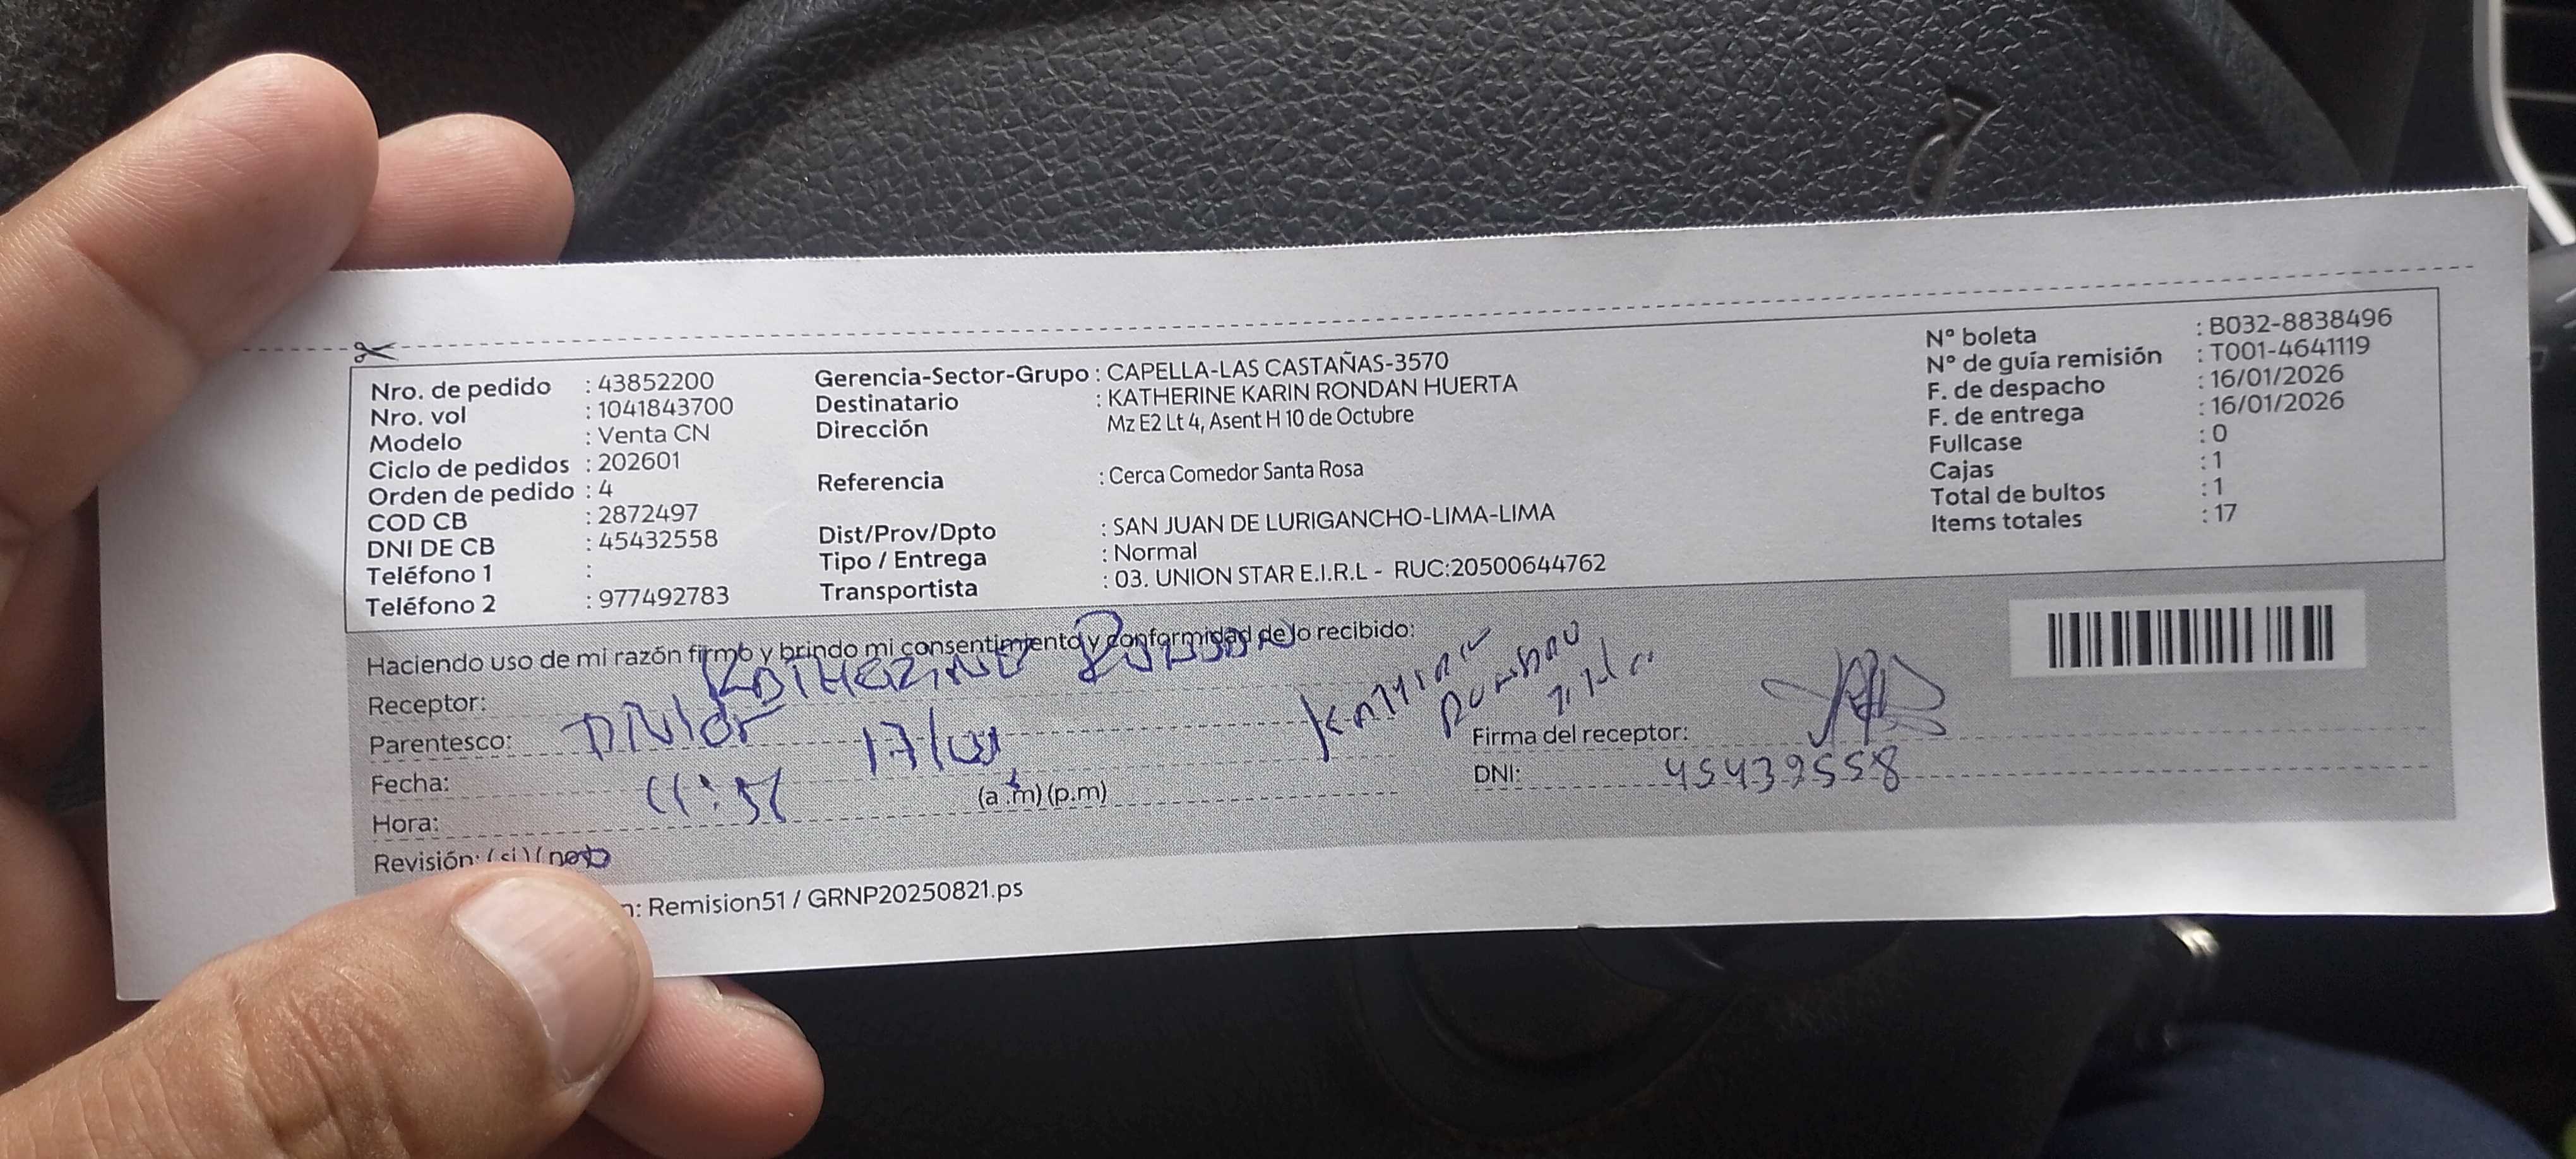 Nro. de pedido : 43852200
Nro. vol : 1041843700
Modelo : Venta CN
Ciclo de pedidos : 202601
Orden de pedido : 4
COD CB : 2872497
DNI DE CB : 45432558
Teléfono 1 :
Teléfono 2 : 977492783
Gerencia-Sector-Grupo : CAPELLA-LAS CASTAÑAS-3570
Destinatario : KATHERINE KARIN RONDAN HUERTA
Dirección Mz E2 Lt 4, Asent H 10 de Octubre
Referencia : Cerca Comedor Santa Rosa
Dist/Prov/Dpto : SAN JUAN DE LURIGANCHO-LIMA-LIMA
Tipo / Entrega : Normal
Transportista : 03. UNION STAR E.I.R.L - RUC:20500644762
N° boleta : B032-8838496
N° de guía remisión : T001-4641119
F. de despacho : 16/01/2026
F. de entrega : 16/01/2026
Fullcase : 0
Cajas : 1
Total de bultos : 1
Items totales : 17
Haciendo uso de mi razón firmo y brindo mi consentimiento y conformidad de lo recibido:
Receptor: KATHERINE
Parentesco:
Fecha: 17/01
Hora: (a.m) (p.m)
Revisión: (si) (no)
Firma del receptor:
DNI:
n: Remision51 / GRNP20250821.ps